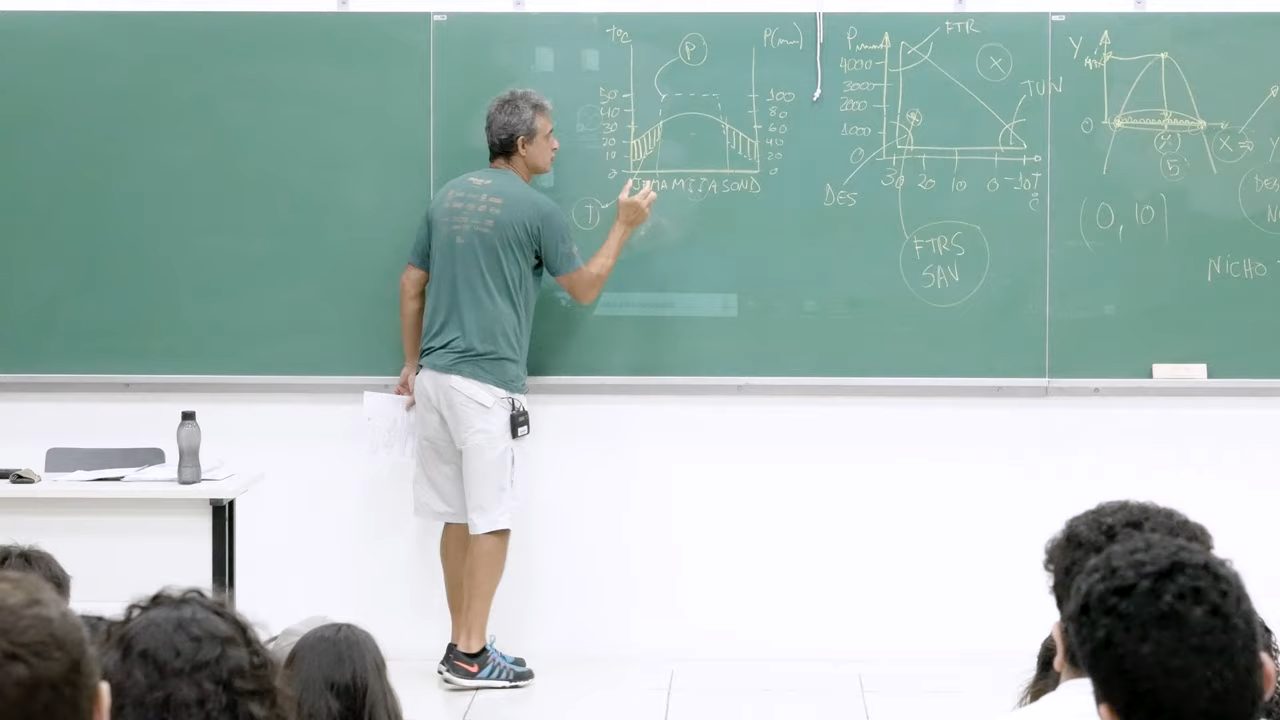 T°C
P
P(mm)
50
40
30
20
10
0
100
80
60
40
20
0
JFMAMJJASOND
T
Pmm
4000
3000
2000
1000
0
FTR
X
TUN
30 20 10 0 -10 T°C
DES
FTRS
SAV
Y
0
X
5
X ⇒ Y
(0, 10)
NICHO